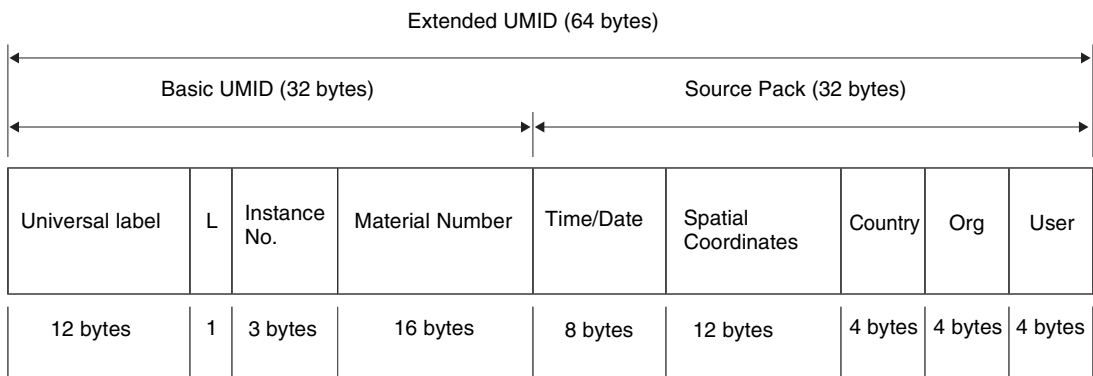 Extended UMID (64 bytes)
Basic UMID (32 bytes)
Source Pack (32 bytes)
Universal label
L
Instance
No.
Material Number
Time/Date
Spatial
Coordinates
Country
Org
User
12 bytes
1
3 bytes
16 bytes
8 bytes
12 bytes
4 bytes
4 bytes
4 bytes